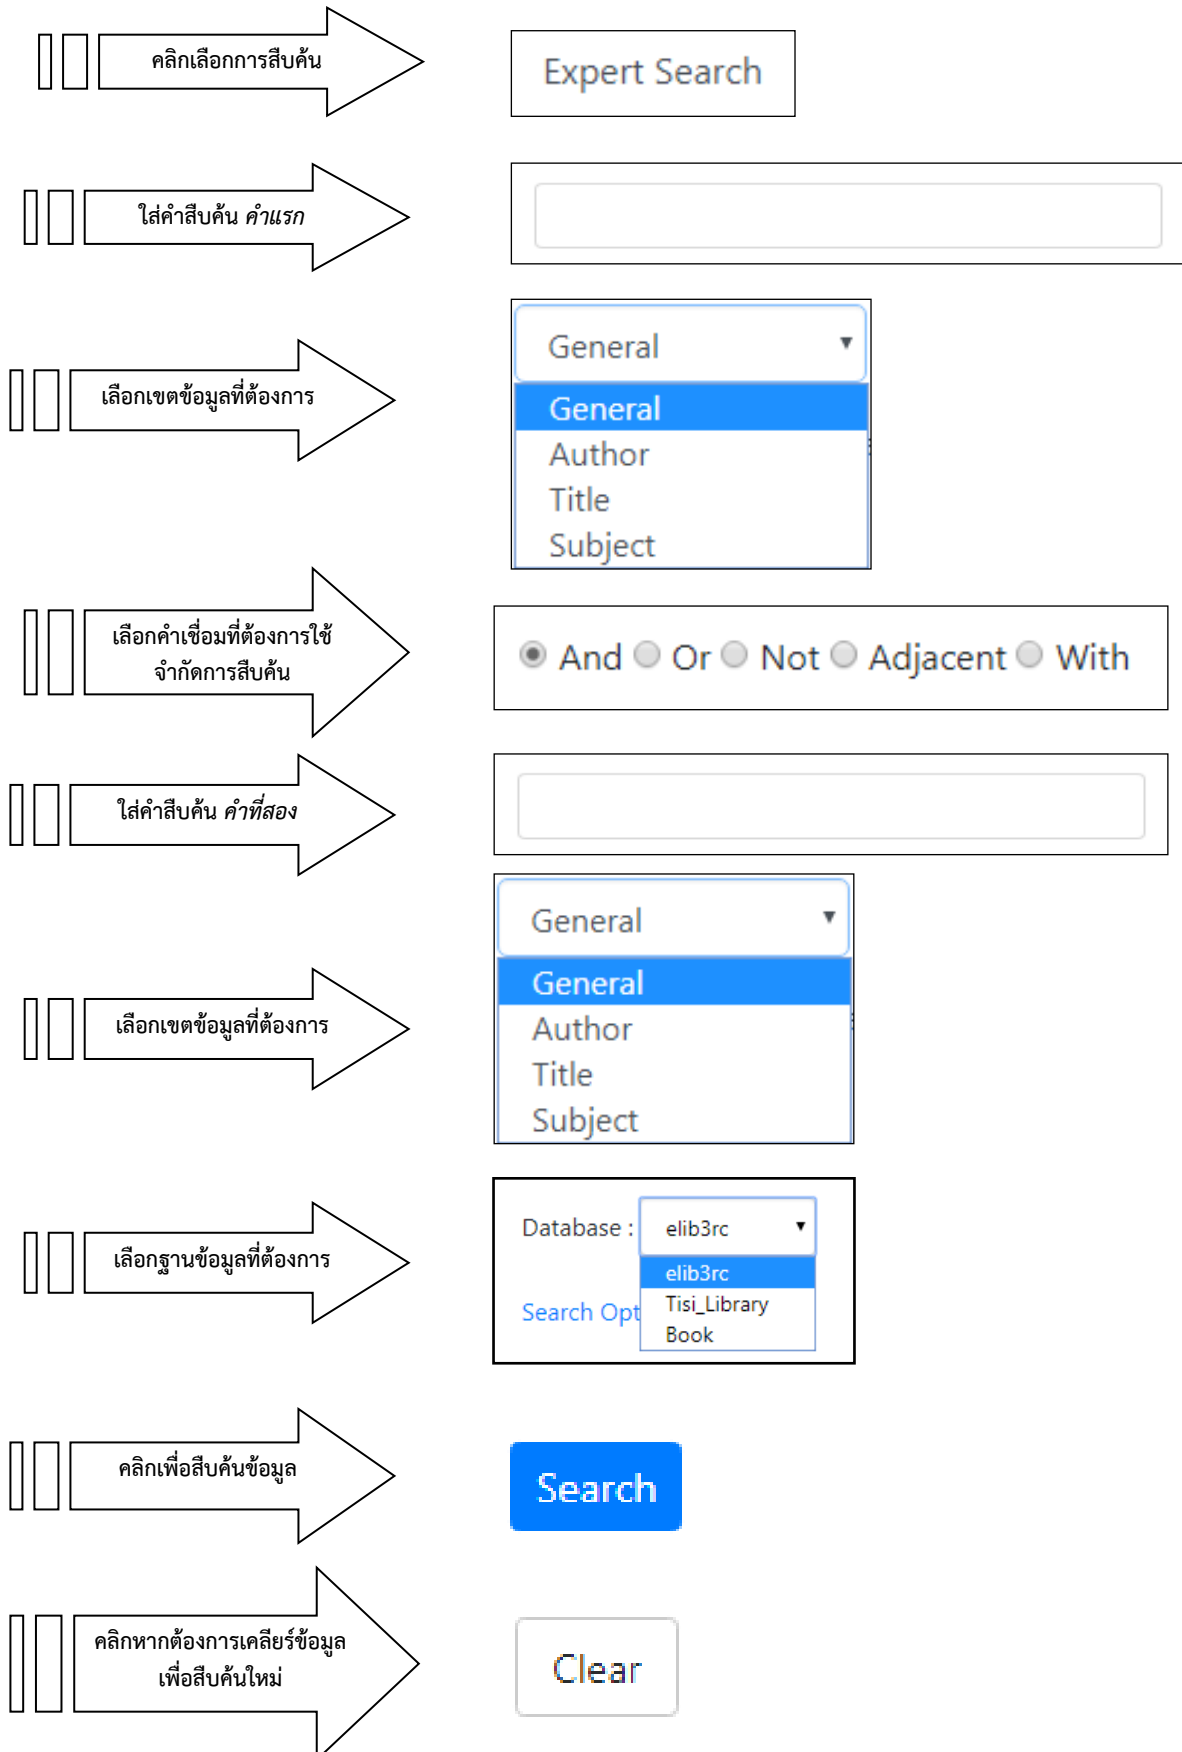 คลิกเลือกการสืบค้น
Expert Search
ใส่คำสืบค้น คำแรก
เลือกเขตข้อมูลที่ต้องการ
General
General
Author
Title
Subject
เลือกคำเชื่อมที่ต้องการใช้
จำกัดการสืบค้น
And Or Not Adjacent With
ใส่คำสืบค้น คำที่สอง
เลือกเขตข้อมูลที่ต้องการ
General
General
Author
Title
Subject
เลือกฐานข้อมูลที่ต้องการ
Database : elib3rc
elib3rc
Tisi_Library
Search Opt
Book
คลิกเพื่อสืบค้นข้อมูล
Search
คลิกหากต้องการเคลียร์ข้อมูล
เพื่อสืบค้นใหม่
Clear